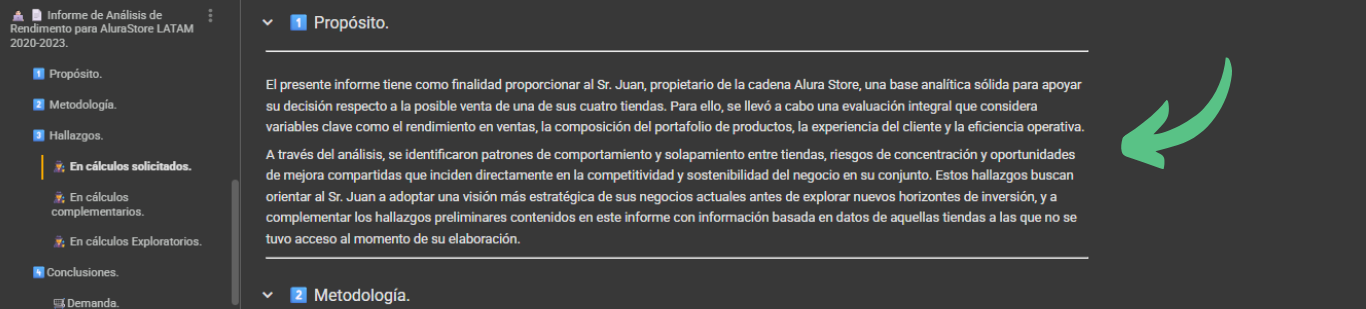 Informe de Análisis de
Rendimiento para AluraStore LATAM
2020-2023.
1 Propósito.
2 Metodología.
3 Hallazgos.
En cálculos solicitados.
En cálculos
complementarios.
En cálculos Exploratorios.
4 Conclusiones.
Demanda.
1 Propósito.
El presente informe tiene como finalidad proporcionar al Sr. Juan, propietario de la cadena Alura Store, una base analítica sólida para apoyar
su decisión respecto a la posible venta de una de sus cuatro tiendas. Para ello, se llevó a cabo una evaluación integral que considera
variables clave como el rendimiento en ventas, la composición del portafolio de productos, la experiencia del cliente y la eficiencia operativa.
A través del análisis, se identificaron patrones de comportamiento y solapamiento entre tiendas, riesgos de concentración y oportunidades
de mejora compartidas que inciden directamente en la competitividad y sostenibilidad del negocio en su conjunto. Estos hallazgos buscan
orientar al Sr. Juan a adoptar una visión más estratégica de sus negocios actuales antes de explorar nuevos horizontes de inversión, y a
complementar los hallazgos preliminares contenidos en este informe con información basada en datos de aquellas tiendas a las que no se
tuvo acceso al momento de su elaboración.
2 Metodología.